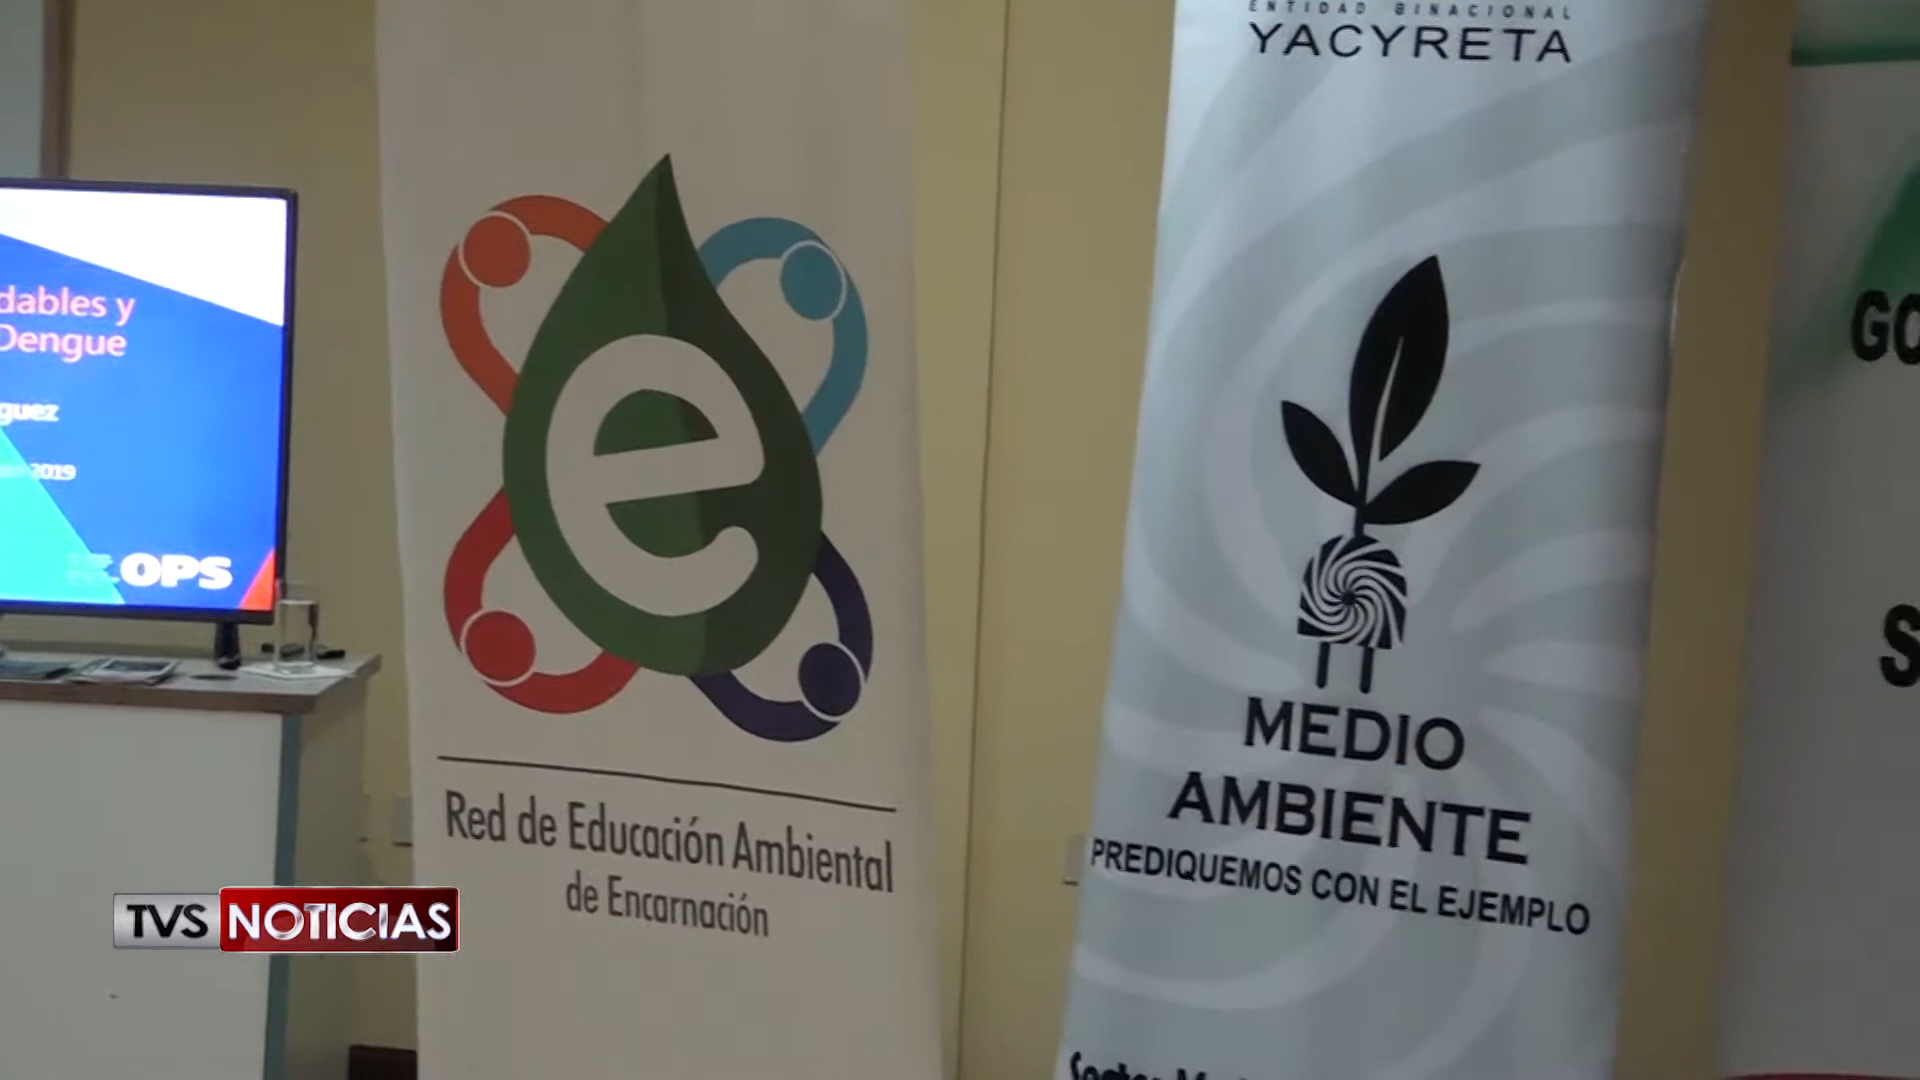 dables y
Dengue
guez
2019
OPS
e
Red de Educación Ambiental
de Encarnación
ENTIDAD BINACIONAL
YACYRETA
MEDIO
AMBIENTE
PREDIQUEMOS CON EL EJEMPLO
GO
S
TVS NOTICIAS